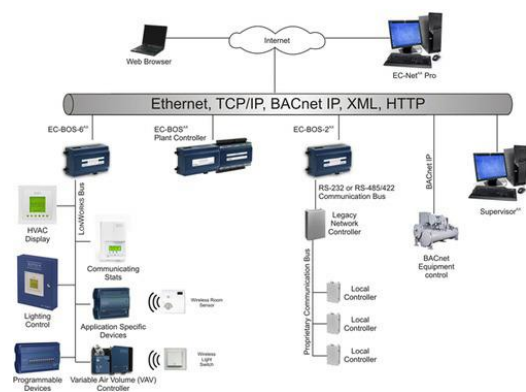 Web Browser
Internet
EC-Net Pro
Ethernet, TCP/IP, BACnet IP, XML, HTTP
EC-BOS-6
EC-BOS
Plant Controller
EC-BOS-2
RS-232 or RS-485/422
Communication Bus
BACnet IP
Supervisor
LONWORKS Bus
HVAC
Display
Communicating
Stats
Legacy
Network
Controller
BACnet
Equipment
control
Lighting
Control
Application Specific
Devices
Wireless Room
Sensor
Proprietary Communication Bus
Local
Controller
Local
Controller
Local
Controller
Programmable
Devices
Variable Air Volume (VAV)
Controller
Wireless Light
Switch